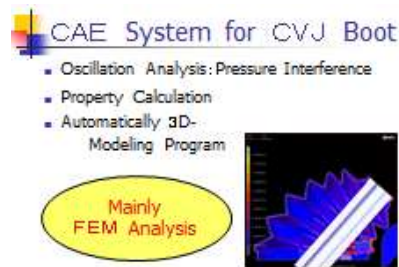 CAE System for CVJ Boot
Oscillation Analysis:Pressure Interference
Property Calculation
Automatically 3D-
Modeling Program
Mainly
FEM Analysis